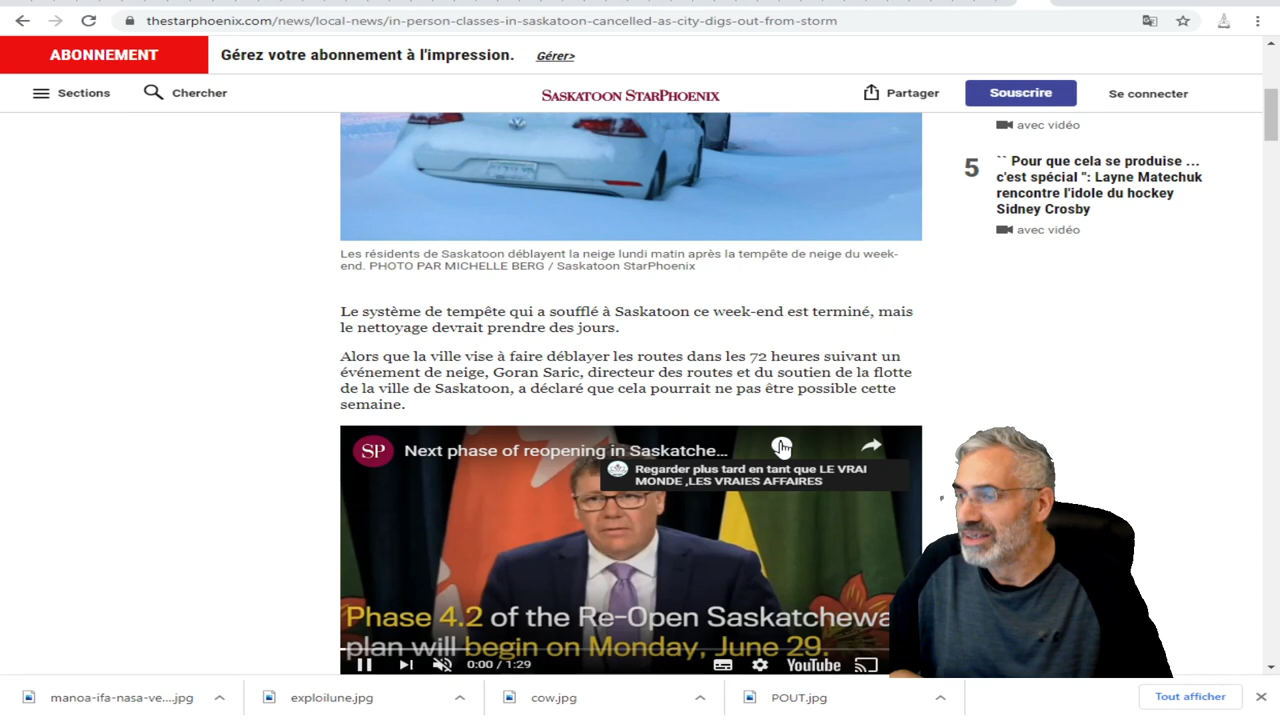 thestarphoenix.com/news/local-news/in-person-classes-in-saskatoon-cancelled-as-city-digs-out-from-storm
ABONNEMENT
Gérez votre abonnement à l'impression. Gérer>
Sections
Chercher
SASKATOON STARPHOENIX
Partager
Souscrire
Se connecter
avec vidéo
5
`` Pour que cela se produise ...
c'est spécial ": Layne Matechuk
rencontre l'idole du hockey
Sidney Crosby
avec vidéo
Les résidents de Saskatoon déblayent la neige lundi matin après la tempête de neige du week-
end. PHOTO PAR MICHELLE BERG / Saskatoon StarPhoenix
Le système de tempête qui a soufflé à Saskatoon ce week-end est terminé, mais
le nettoyage devrait prendre des jours.
Alors que la ville vise à faire déblayer les routes dans les 72 heures suivant un
événement de neige, Goran Saric, directeur des routes et du soutien de la flotte
de la ville de Saskatoon, a déclaré que cela pourrait ne pas être possible cette
semaine.
SP
Next phase of reopening in Saskatche...
Regarder plus tard en tant que LE VRAI
MONDE ,LES VRAIES AFFAIRES
Phase 4.2 of the Re-Open Saskatchewa
plan will begin on Monday, June 29.
0:00 / 1:29
YouTube
manoa-ifa-nasa-ve....jpg
exploilune.jpg
cow.jpg
POUT.jpg
Tout afficher